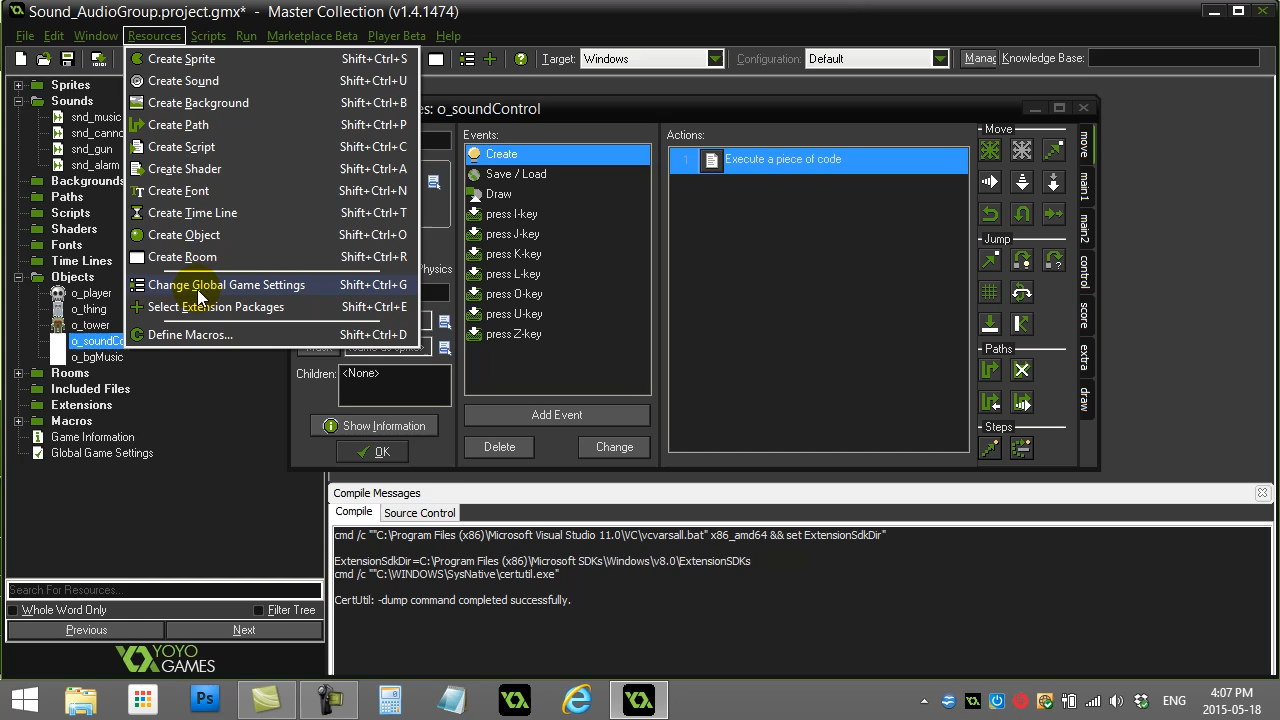 Sound_AudioGroup.project.gmx* - Master Collection (v1.4.1474)
File Edit Window Resources Scripts Run Marketplace Beta Player Beta Help
Target: Windows Configuration: Default Manac Knowledge Base:
Create Sprite Shift+Ctrl+S
Create Sound Shift+Ctrl+U
Create Background Shift+Ctrl+B
Create Path Shift+Ctrl+P
Create Script Shift+Ctrl+C
Create Shader Shift+Ctrl+A
Create Font Shift+Ctrl+N
Create Time Line Shift+Ctrl+T
Create Object Shift+Ctrl+O
Create Room Shift+Ctrl+R
Change Global Game Settings Shift+Ctrl+G
Select Extension Packages Shift+Ctrl+E
Define Macros... Shift+Ctrl+D
Sprites
Sounds
snd_music
snd_canno
snd_gun
snd_alarm
Backgrounds
Paths
Scripts
Shaders
Fonts
Time Lines
Objects
o_player
o_thing
o_tower
o_soundCo
o_bgMusic
Rooms
Included Files
Extensions
Macros
Game Information
Global Game Settings
Search For Resources...
Whole Word Only Filter Tree
Previous Next
YOYO
GAMES
es: o_soundControl
Physics
<Same as sprite>
Children: <None>
Show Information
OK
Events:
Create
Save / Load
Draw
press I-key
press J-key
press K-key
press L-key
press O-key
press U-key
press Z-key
Add Event
Delete Change
Actions:
1 Execute a piece of code
Move
Jump
Paths
Steps
move
main1
main2
control
score
extra
draw
Compile Messages
Compile Source Control
cmd /c ""C:\Program Files (x86)\Microsoft Visual Studio 11.0\VC\vcvarsall.bat" x86_amd64 && set ExtensionSdkDir"
ExtensionSdkDir=C:\Program Files (x86)\Microsoft SDKs\Windows\v8.0\ExtensionSDKs
cmd /c ""C:\WINDOWS\SysNative\certutil.exe"
CertUtil: -dump command completed successfully.
Ps
ENG
4:07 PM
2015-05-18